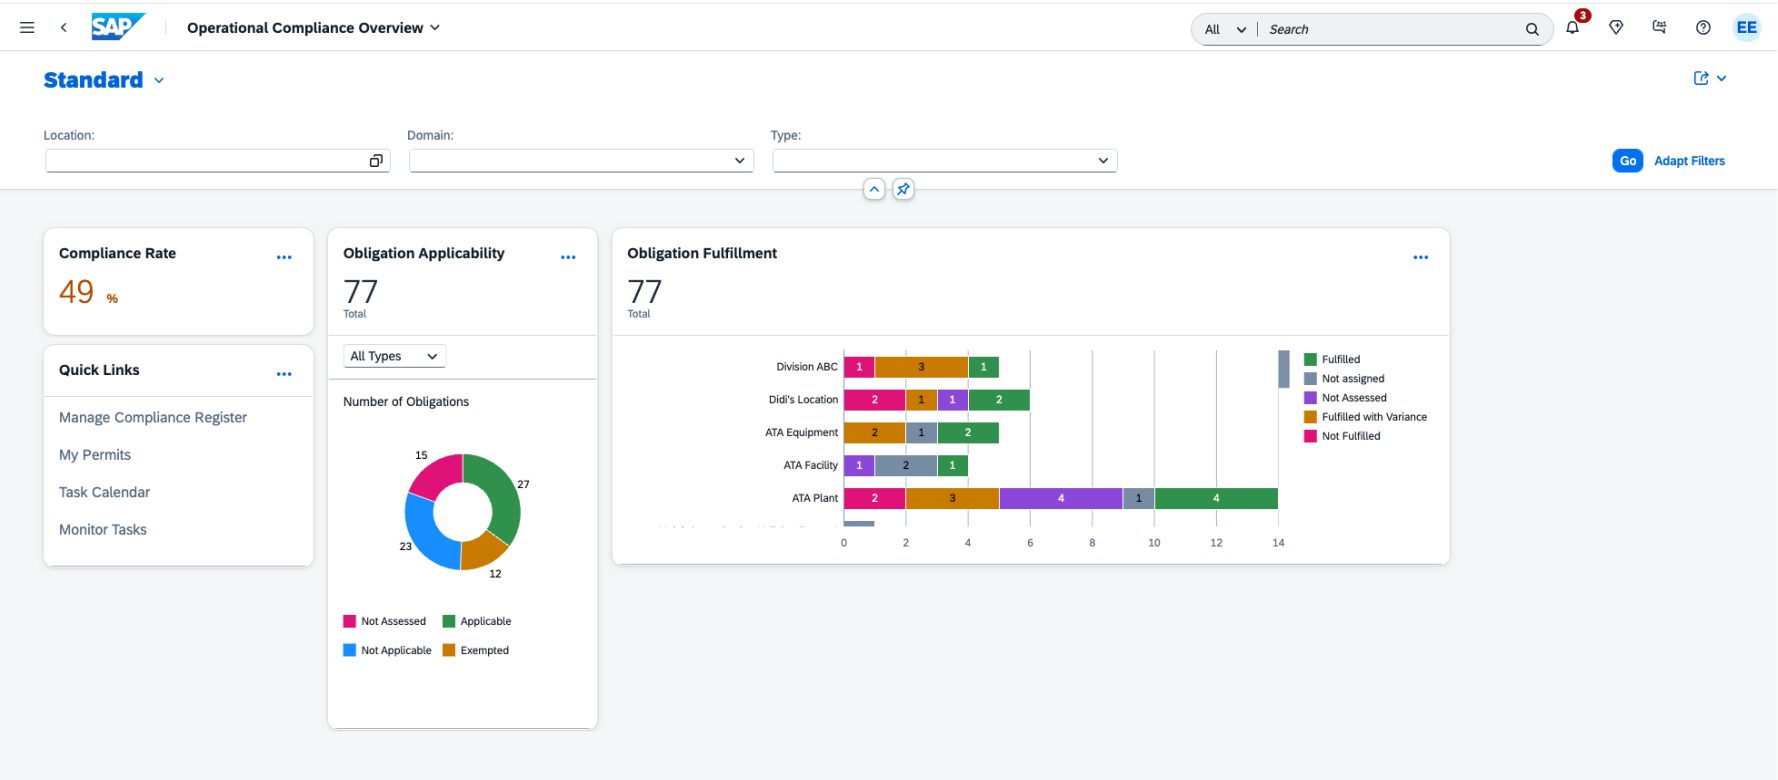 SAP
Operational Compliance Overview
All
Search
3
EE
Standard
Location:
Domain:
Type:
Go
Adapt Filters
Compliance Rate
49 %
Quick Links
Manage Compliance Register
My Permits
Task Calendar
Monitor Tasks
Obligation Applicability
77
Total
All Types
Number of Obligations
15
27
23
12
Not Assessed
Applicable
Not Applicable
Exempted
Obligation Fulfillment
77
Total
Division ABC 1 3 1
Didi's Location 2 1 1 2
ATA Equipment 2 1 2
ATA Facility 1 2 1
ATA Plant 2 3 4 1 4
0 2 4 6 8 10 12 14
Fulfilled
Not assigned
Not Assessed
Fulfilled with Variance
Not Fulfilled